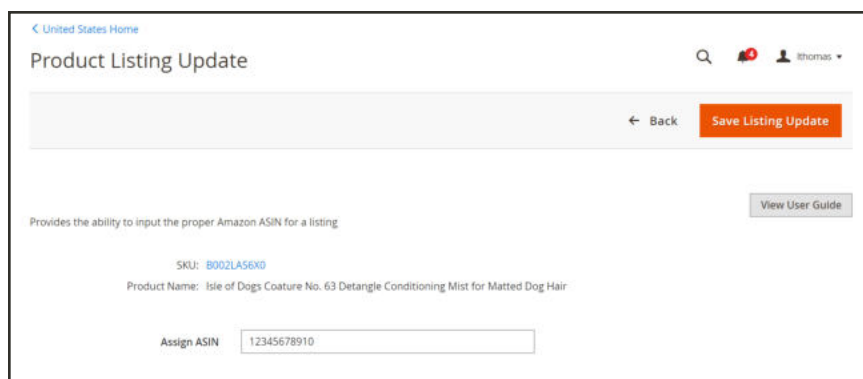 United States Home
Product Listing Update
4
lthomas
← Back
Save Listing Update
View User Guide
Provides the ability to input the proper Amazon ASIN for a listing
SKU: B002LAS6X0
Product Name: Isle of Dogs Coature No. 63 Detangle Conditioning Mist for Matted Dog Hair
Assign ASIN 12345678910